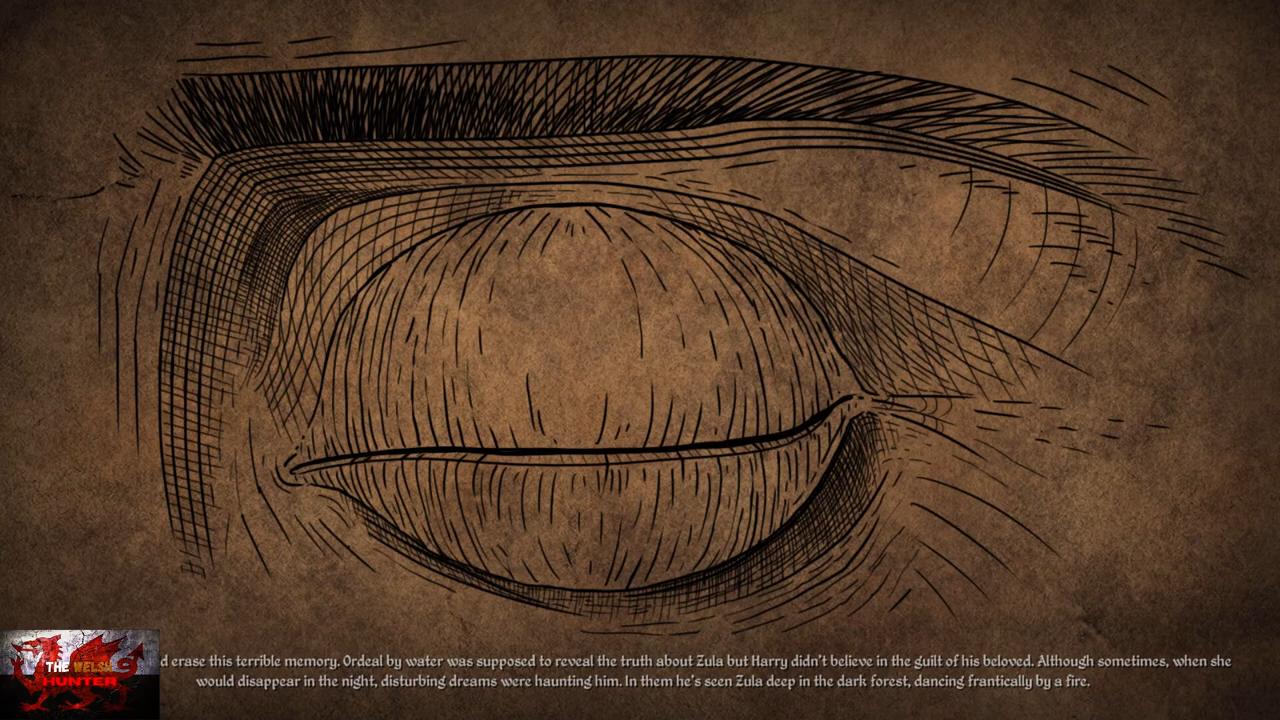 d erase this terrible memory. Ordeal by water was supposed to reveal the truth about Zula but Harry didn't believe in the guilt of his beloved. Although sometimes, when she
would disappear in the night, disturbing dreams were haunting him. In them he's seen Zula deep in the dark forest, dancing frantically by a fire.
THE WELSH
HUNTER